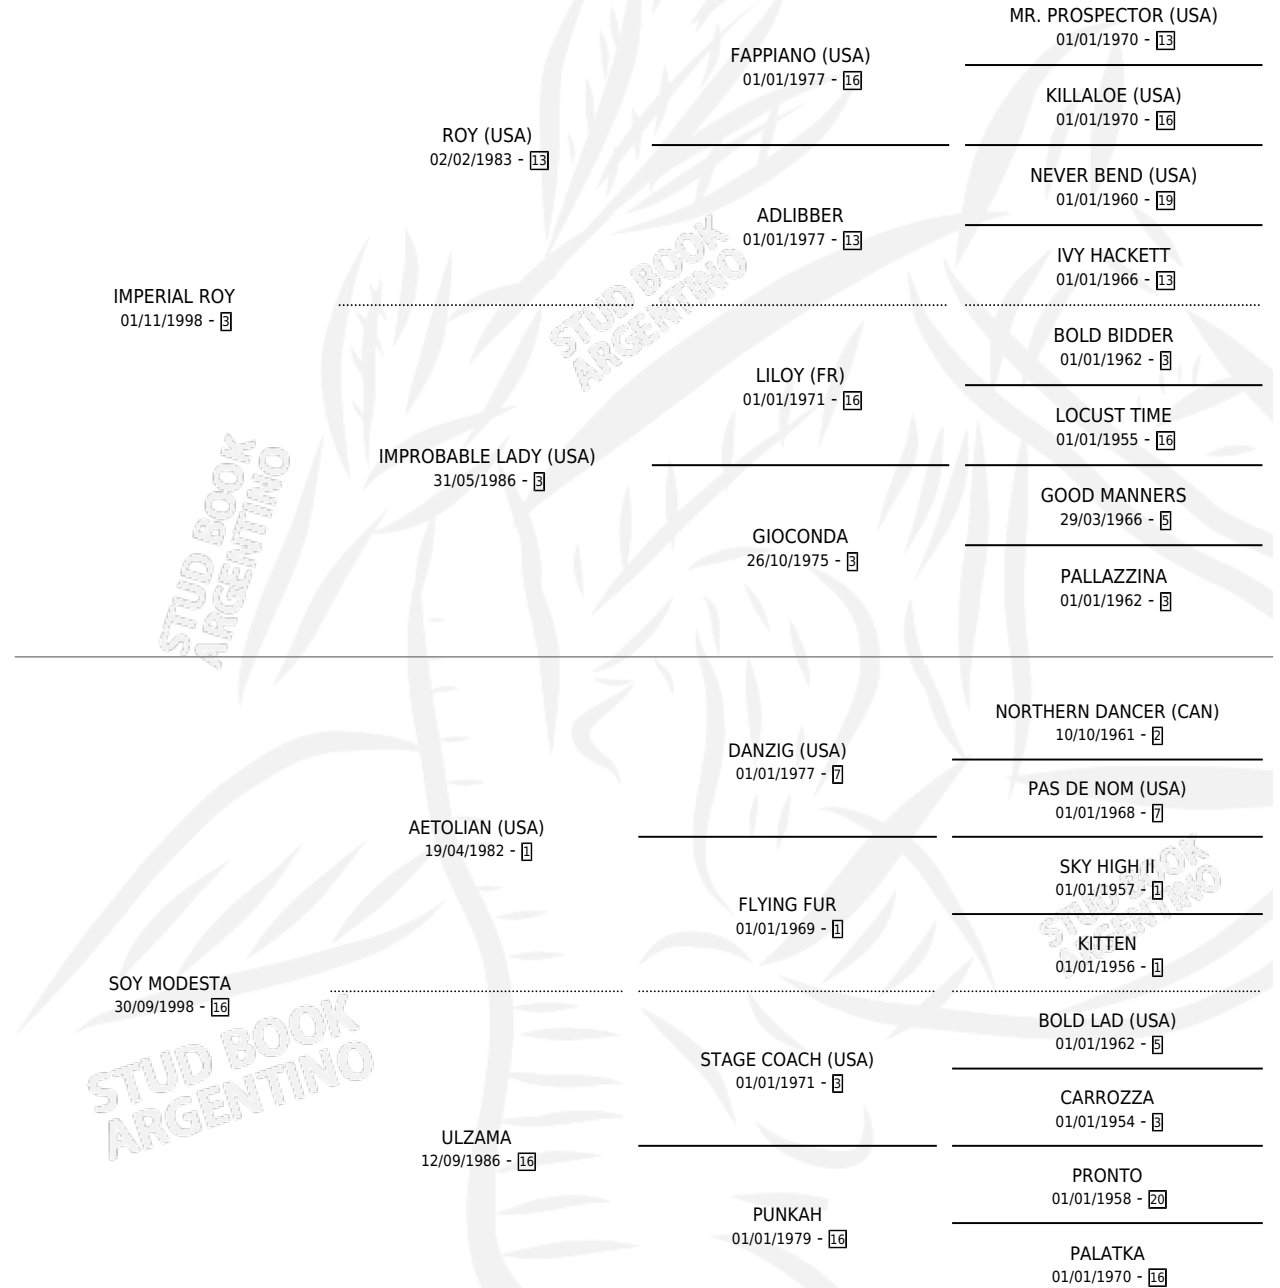 MR. PROSPECTOR (USA)
01/01/1970 - 13
FAPPIANO (USA)
01/01/1977 - 16
KILLALOE (USA)
01/01/1970 - 16
ROY (USA)
02/02/1983 - 13
NEVER BEND (USA)
01/01/1960 - 19
ADLIBBER
01/01/1977 - 13
IVY HACKETT
01/01/1966 - 13
IMPERIAL ROY
01/11/1998 - 3
BOLD BIDDER
01/01/1962 - 3
LILOY (FR)
01/01/1971 - 16
LOCUST TIME
01/01/1955 - 16
IMPROBABLE LADY (USA)
31/05/1986 - 3
GOOD MANNERS
29/03/1966 - 5
GIOCONDA
26/10/1975 - 3
PALLAZZINA
01/01/1962 - 3
NORTHERN DANCER (CAN)
10/10/1961 - 2
DANZIG (USA)
01/01/1977 - 7
PAS DE NOM (USA)
01/01/1968 - 7
AETOLIAN (USA)
19/04/1982 - 1
SKY HIGH II
01/01/1957 - 1
FLYING FUR
01/01/1969 - 1
KITTEN
01/01/1956 - 1
SOY MODESTA
30/09/1998 - 16
BOLD LAD (USA)
01/01/1962 - 5
STAGE COACH (USA)
01/01/1971 - 3
CARROZZA
01/01/1954 - 3
ULZAMA
12/09/1986 - 16
PRONTO
01/01/1958 - 20
PUNKAH
01/01/1979 - 16
PALATKA
01/01/1970 - 16
STUD BOOK
ARGENTINO
STUD BOOK
ARGENTINO
STUD BOOK
ARGENTINO
STUD BOOK
ARGENTINO